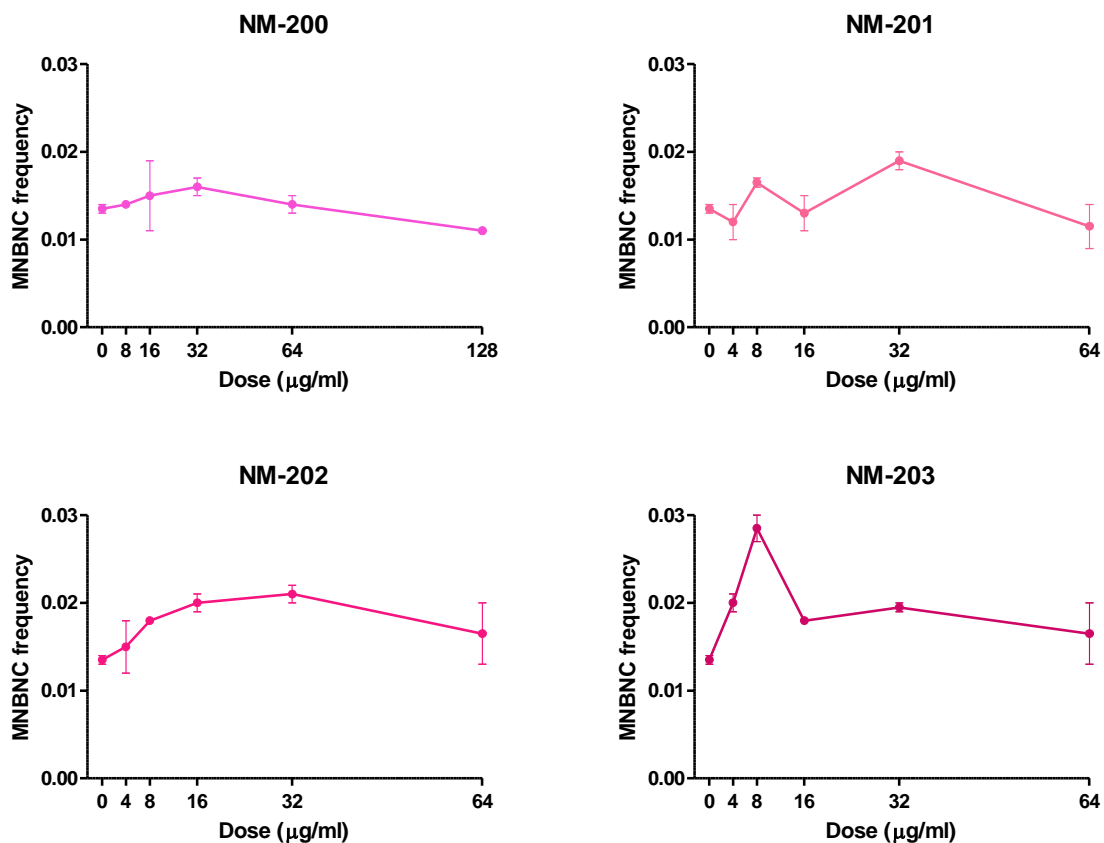 NM-200
MNBNC frequency
0.03
0.02
0.01
0.00
0 8 16 32 64 128
Dose (μg/ml)
NM-201
MNBNC frequency
0.03
0.02
0.01
0.00
0 4 8 16 32 64
Dose (μg/ml)
NM-202
MNBNC frequency
0.03
0.02
0.01
0.00
0 4 8 16 32 64
Dose (μg/ml)
NM-203
MNBNC frequency
0.03
0.02
0.01
0.00
0 4 8 16 32 64
Dose (μg/ml)